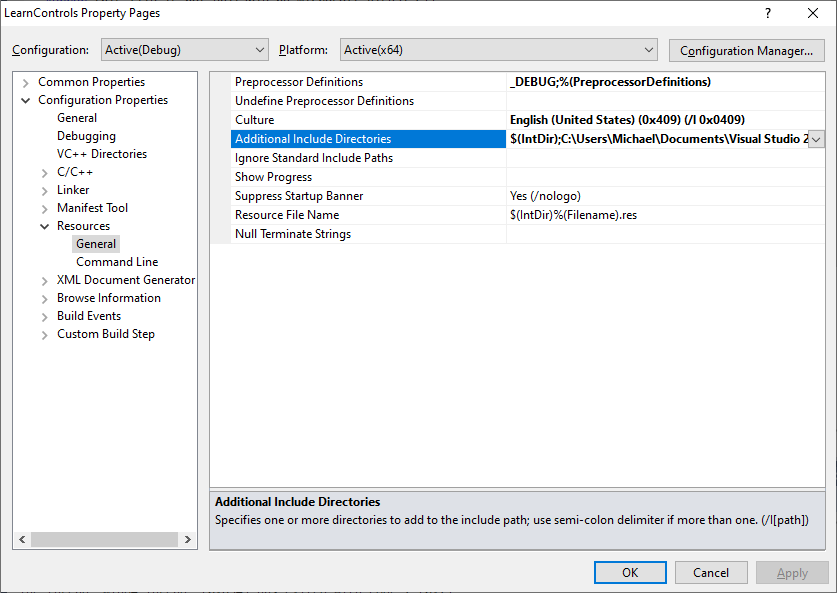 LearnControls Property Pages
?
Configuration: Active(Debug) Platform: Active(x64) Configuration Manager...
Common Properties
Configuration Properties
General
Debugging
VC++ Directories
C/C++
Linker
Manifest Tool
Resources
General
Command Line
XML Document Generator
Browse Information
Build Events
Custom Build Step
Preprocessor Definitions _DEBUG;%(PreprocessorDefinitions)
Undefine Preprocessor Definitions
Culture English (United States) (0x409) (/l 0x0409)
Additional Include Directories $(IntDir);C:\Users\Michael\Documents\Visual Studio 2
Ignore Standard Include Paths
Show Progress
Suppress Startup Banner Yes (/nologo)
Resource File Name $(IntDir)%(Filename).res
Null Terminate Strings
Additional Include Directories
Specifies one or more directories to add to the include path; use semi-colon delimiter if more than one. (/I[path])
OK Cancel Apply